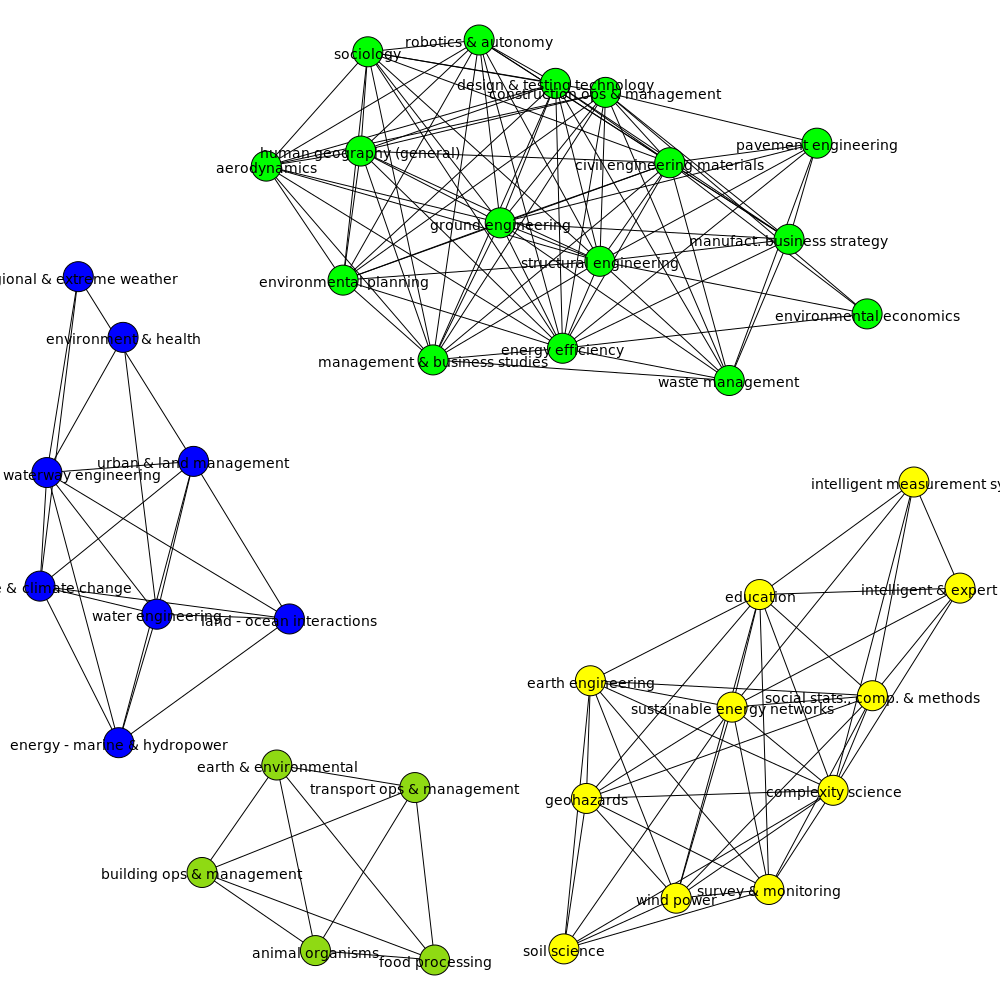 robotics & autonomy
sociology
design & testing technology
construction ops & management
pavement engineering
human geography (general)
civil engineering materials
aerodynamics
ground engineering
manufact. business strategy
structural engineering
gional & extreme weather
environmental planning
environmental economics
environment & health
energy efficiency
management & business studies
waste management
urban & land management
waterway engineering
intelligent measurement sy
e & climate change
intelligent & expert
education
water engineering
land - ocean interactions
earth engineering
social stats., comp. & methods
sustainable energy networks
energy - marine & hydropower
earth & environmental
transport ops & management
complexity science
geohazards
building ops & management
survey & monitoring
wind power
soil science
animal organisms
food processing